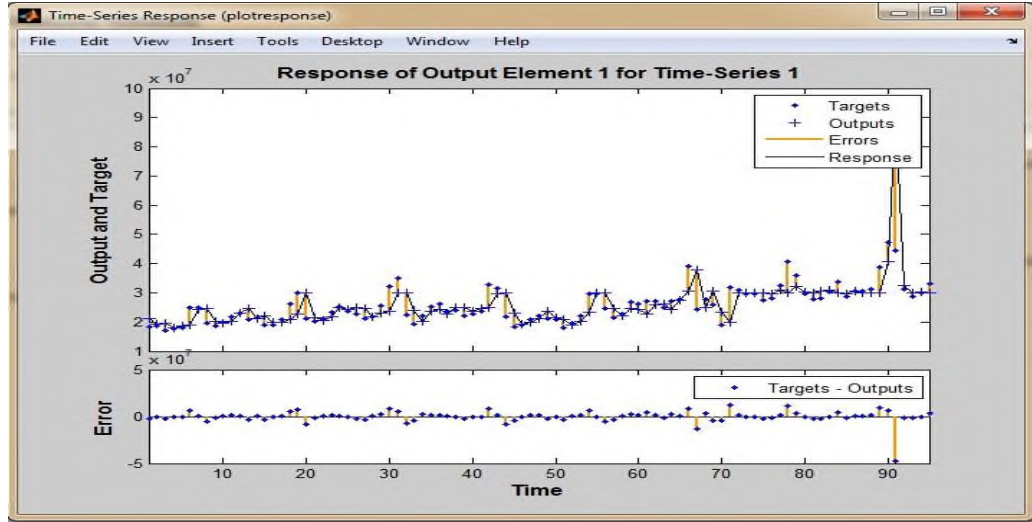 Time-Series Response (plotresponse)
File Edit View Insert Tools Desktop Window Help
Response of Output Element 1 for Time-Series 1
x 10^7
10
9
8
7
6
5
4
3
2
1
Output and Target
Targets
Outputs
Errors
Response
x 10^7
5
0
-5
Error
Targets - Outputs
10 20 30 40 50 60 70 80 90
Time